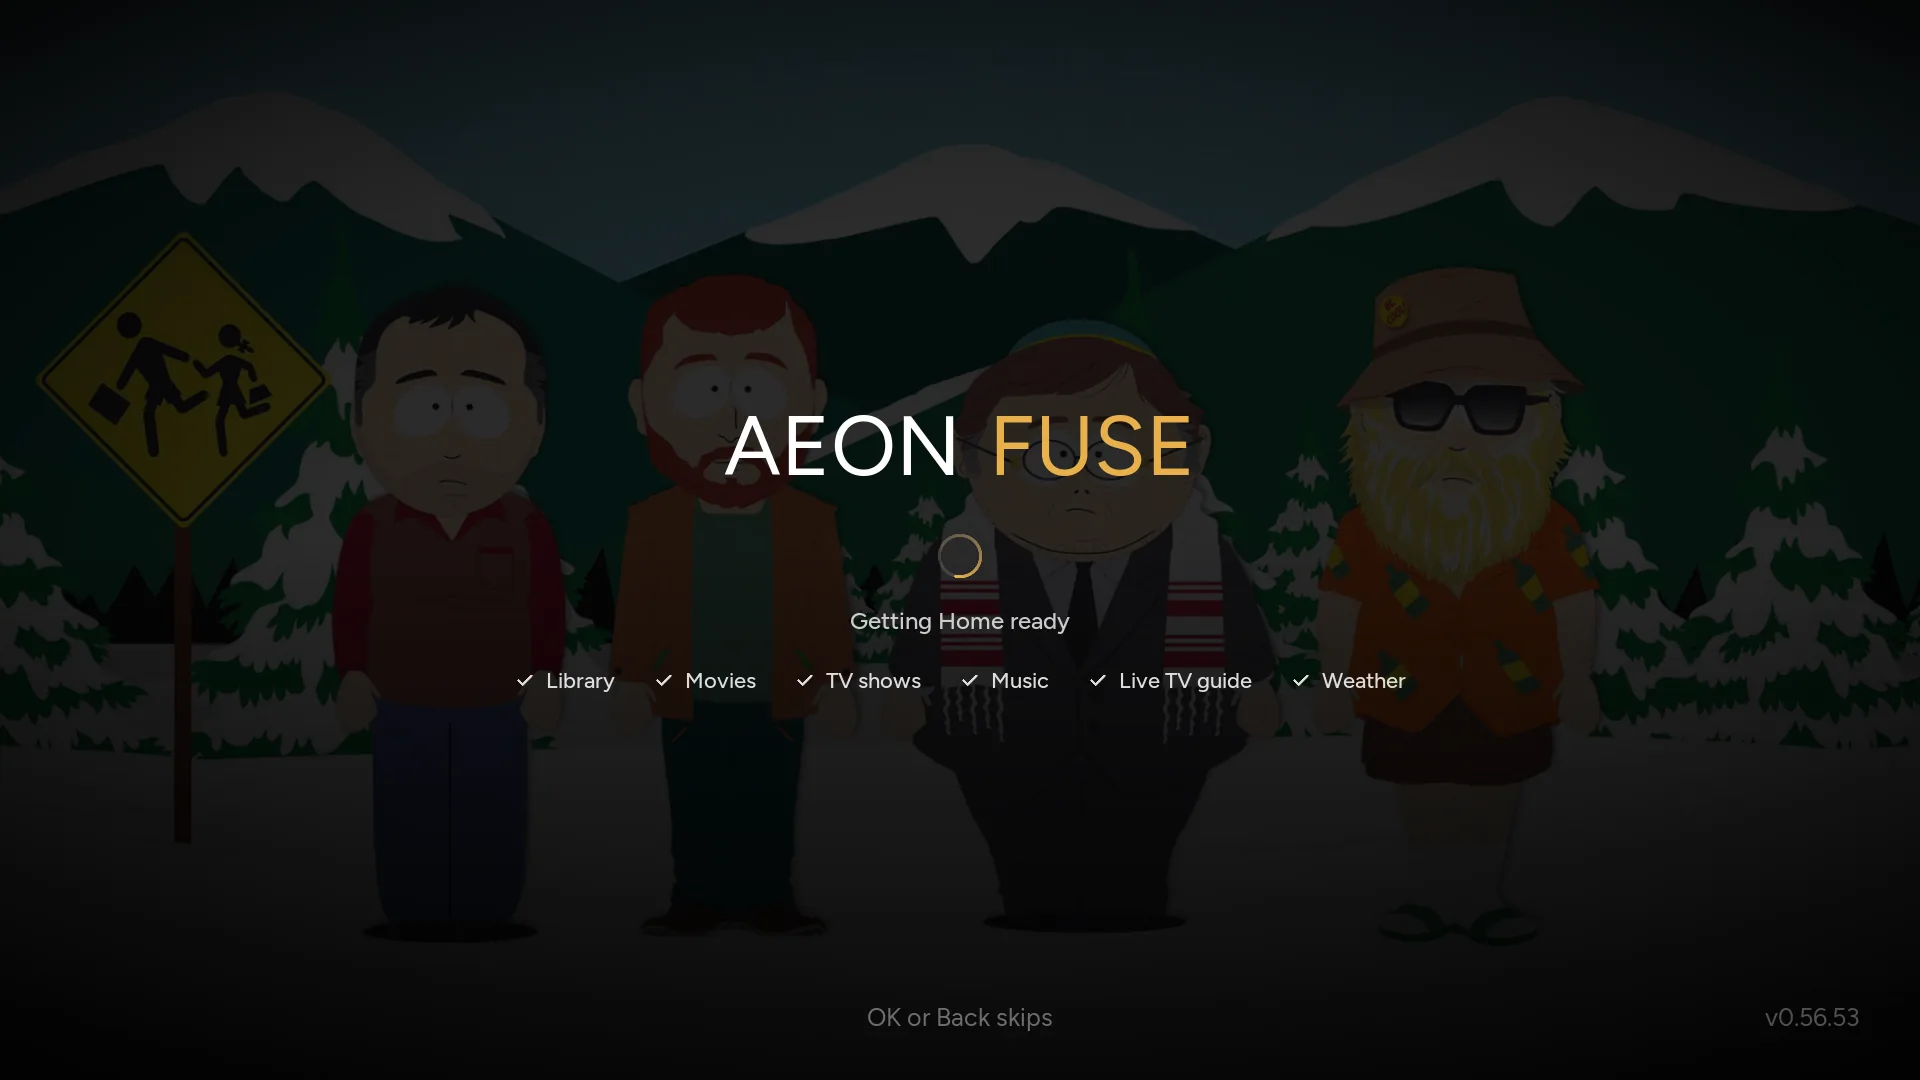 AEON FUSE
Getting Home ready
Library Movies TV shows Music Live TV guide Weather
OK or Back skips
v0.56.53